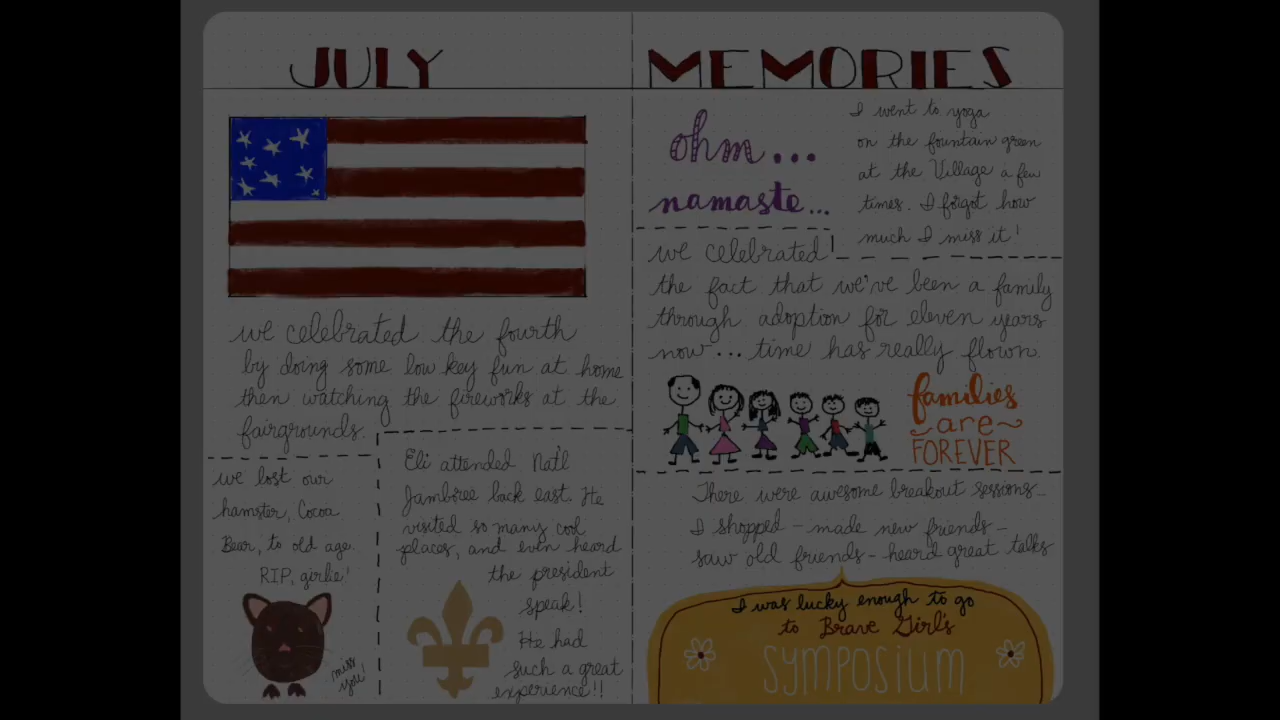 JULY
we celebrated the fourth
by doing some low key fun at home
then watching the fireworks at the
fairgrounds.
we lost our
hamster, Cocoa
Bear, to old age.
RIP, girlie!
miss
you!
Eli attended Nat'l
Jamboree back east. He
visited so many cool
places, and even heard
the president
speak!
He had
such a great
experience!!
MEMORIES
ohm...
namaste...
I went to yoga
on the fountain green
at the Village a few
times. I forgot how
much I miss it!
we celebrated
the fact that we've been a family
through adoption for eleven years
now... time has really flown.
families
~are~
FOREVER
There were awesome breakout sessions...
I shopped - made new friends -
saw old friends - heard great talks
I was lucky enough to go
to Brave Girl's
SYMPOSIUM